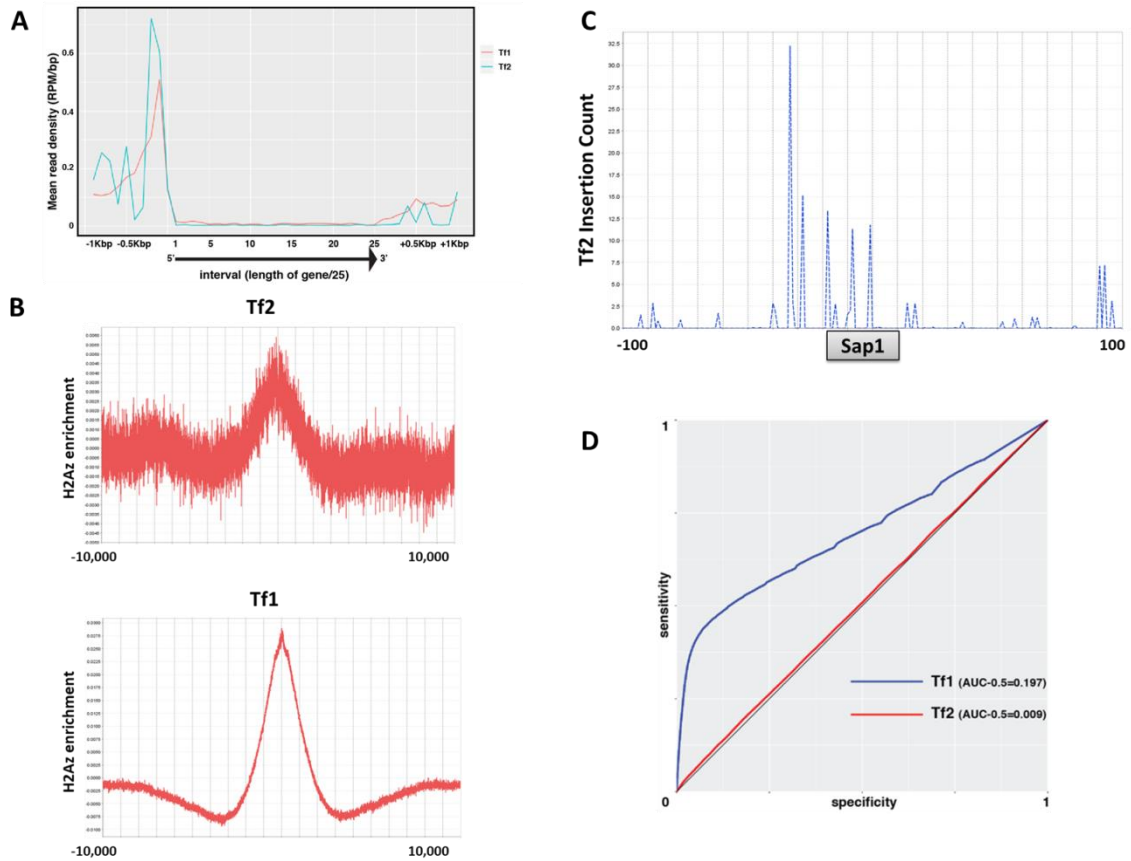 A
Mean read density (RPM/bp)
0.6
0.4
0.2
0
-1Kbp -0.5Kbp 1 5 10 15 20 25 +0.5Kbp +1Kbp
5' 3'
interval (length of gene/25)
Tf1
Tf2
B
Tf2
H2Az enrichment
-10,000 10,000
Tf1
H2Az enrichment
-10,000 10,000
C
Tf2 Insertion Count
32.5
30.0
27.5
25.0
22.5
20.0
17.5
15.0
12.5
10.0
7.5
5.0
2.5
0.0
-100 Sap1 100
D
1
sensitivity
Tf1 (AUC-0.5=0.197)
Tf2 (AUC-0.5=0.009)
0 specificity 1